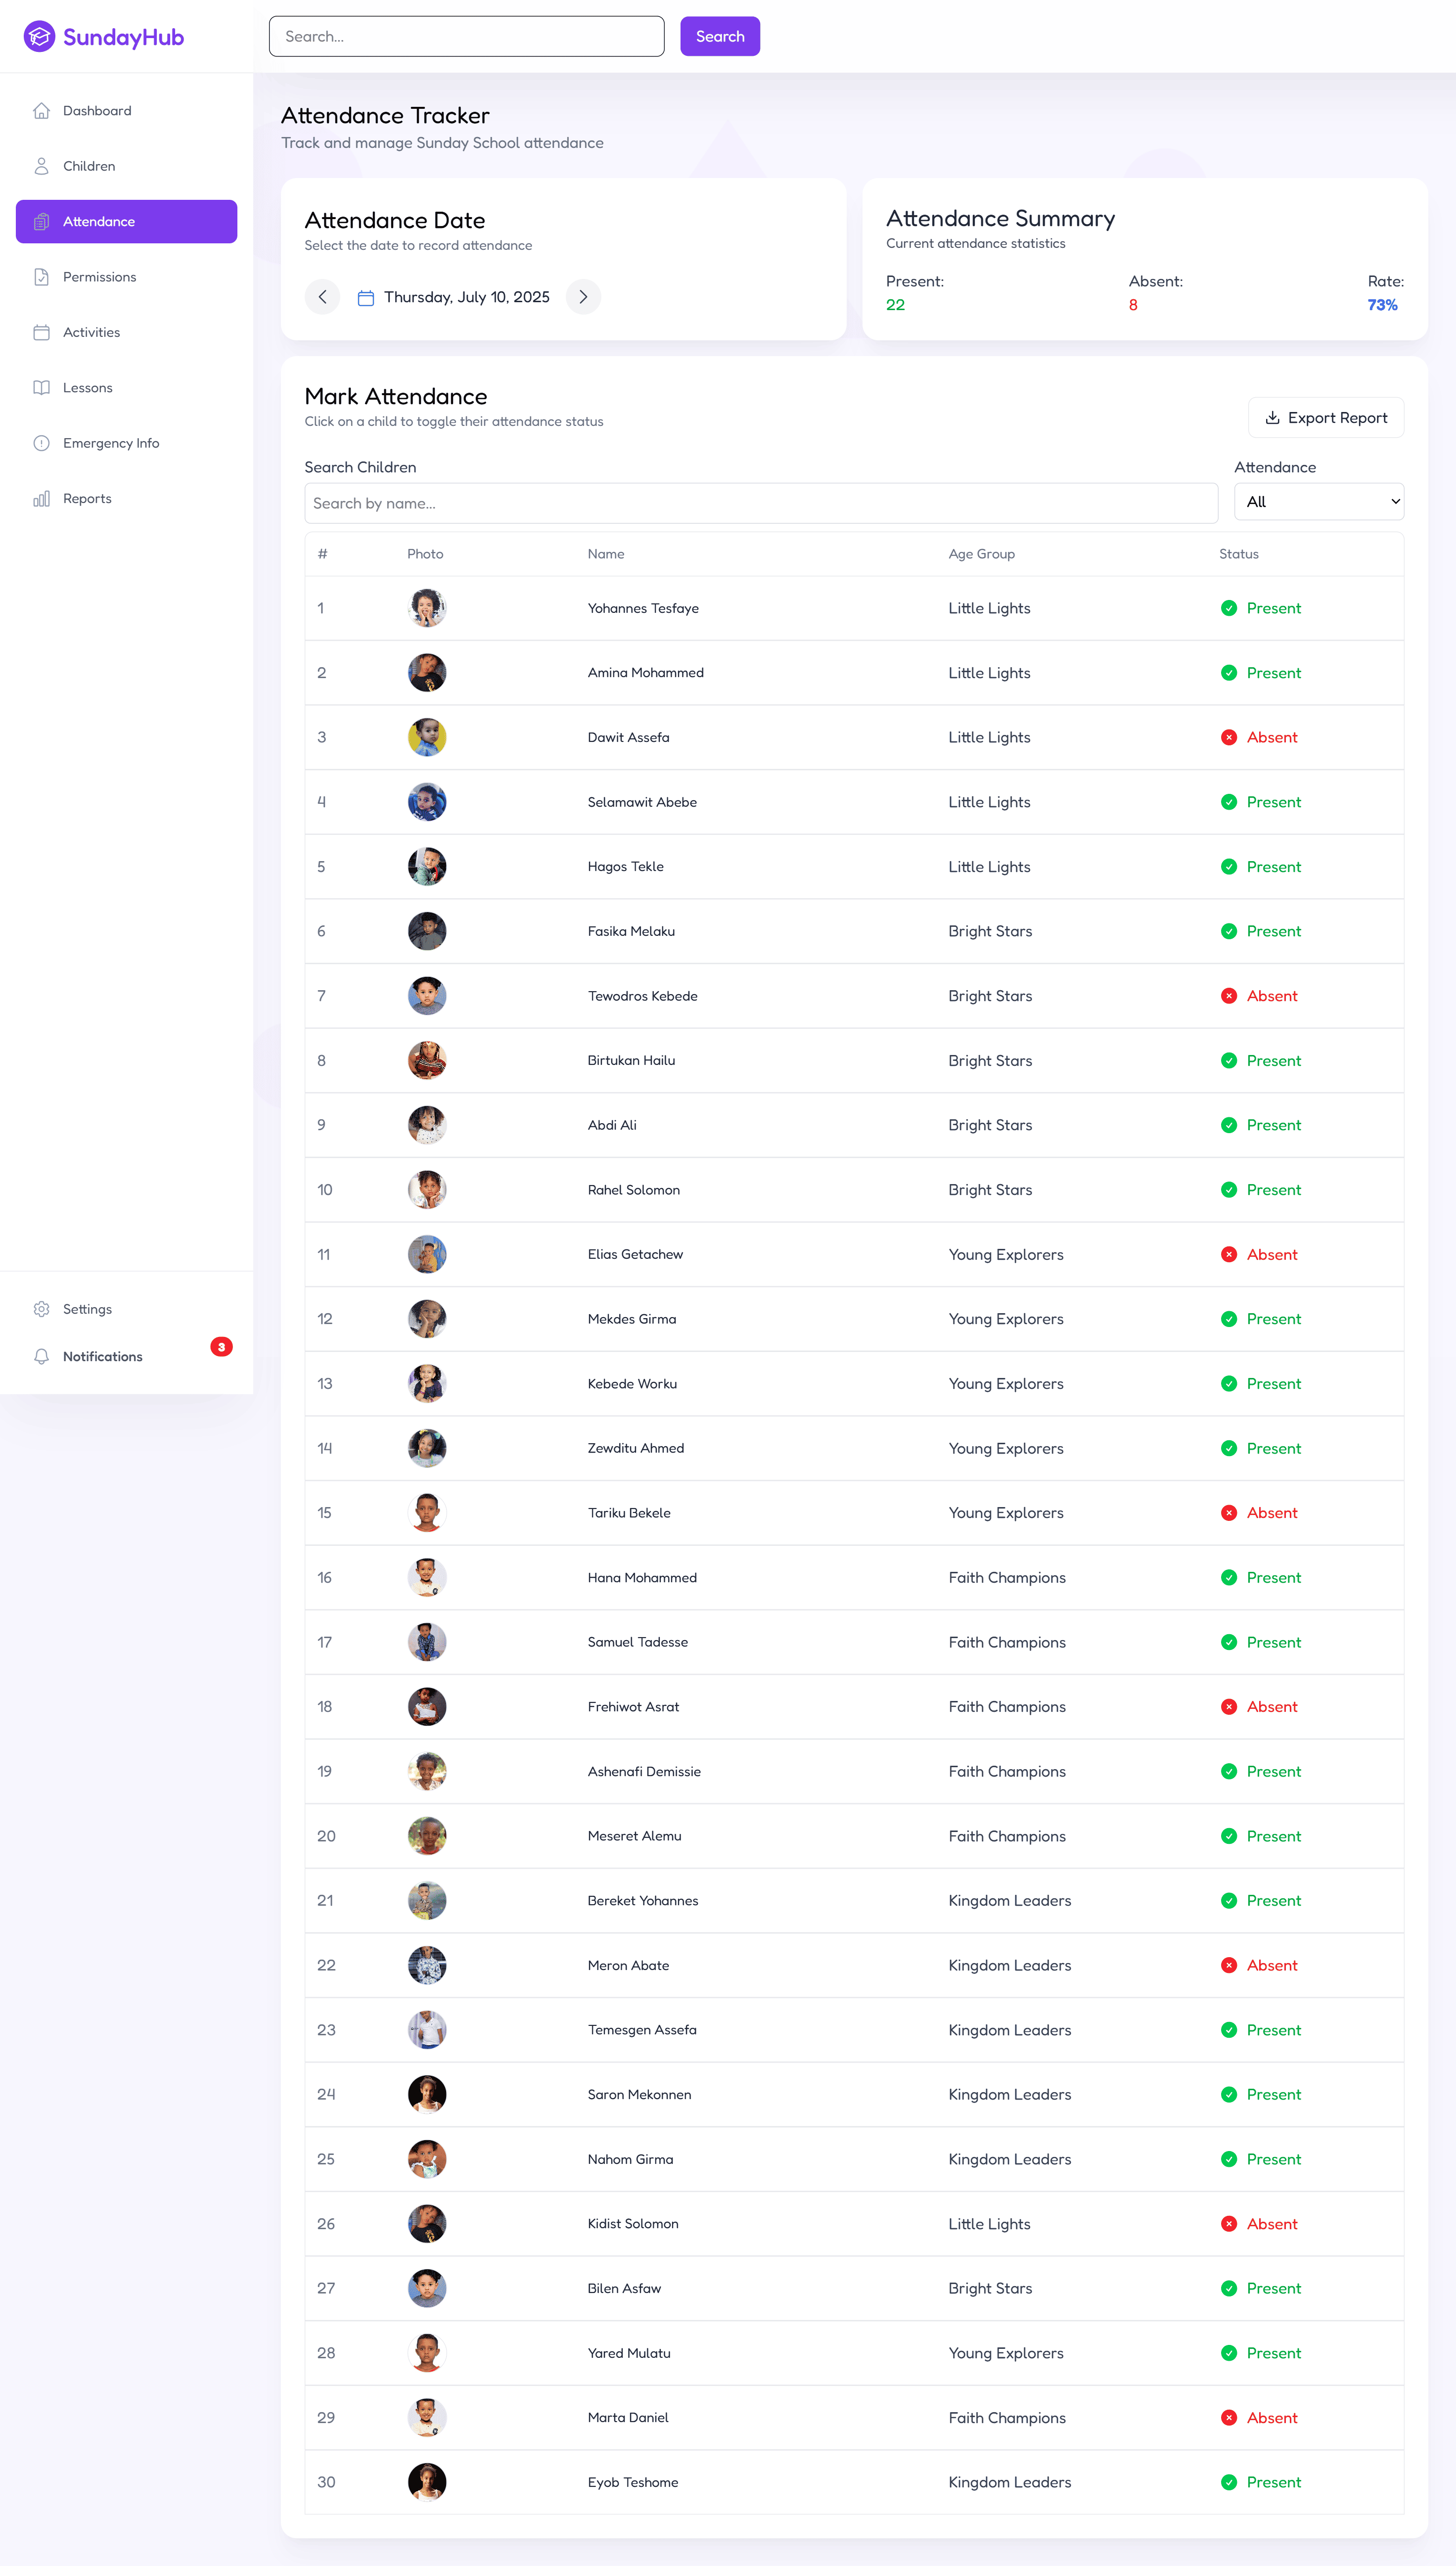 SundayHub
Search...
Search
Dashboard
Children
Attendance
Permissions
Activities
Lessons
Emergency Info
Reports
Settings
Notifications
3
Attendance Tracker
Track and manage Sunday School attendance
Attendance Date
Select the date to record attendance
Thursday, July 10, 2025
Attendance Summary
Current attendance statistics
Present: Absent: Rate:
22 8 73%
Mark Attendance
Click on a child to toggle their attendance status
Export Report
Search Children
Search by name...
Attendance
All
# Photo Name Age Group Status
1 Yohannes Tesfaye Little Lights Present
2 Amina Mohammed Little Lights Present
3 Dawit Assefa Little Lights Absent
4 Selamawit Abebe Little Lights Present
5 Hagos Tekle Little Lights Present
6 Fasika Melaku Bright Stars Present
7 Tewodros Kebede Bright Stars Absent
8 Birtukan Hailu Bright Stars Present
9 Abdi Ali Bright Stars Present
10 Rahel Solomon Bright Stars Present
11 Elias Getachew Young Explorers Absent
12 Mekdes Girma Young Explorers Present
13 Kebede Worku Young Explorers Present
14 Zewditu Ahmed Young Explorers Present
15 Tariku Bekele Young Explorers Absent
16 Hana Mohammed Faith Champions Present
17 Samuel Tadesse Faith Champions Present
18 Frehiwot Asrat Faith Champions Absent
19 Ashenafi Demissie Faith Champions Present
20 Meseret Alemu Faith Champions Present
21 Bereket Yohannes Kingdom Leaders Present
22 Meron Abate Kingdom Leaders Absent
23 Temesgen Assefa Kingdom Leaders Present
24 Saron Mekonnen Kingdom Leaders Present
25 Nahom Girma Kingdom Leaders Present
26 Kidist Solomon Little Lights Absent
27 Bilen Asfaw Bright Stars Present
28 Yared Mulatu Young Explorers Present
29 Marta Daniel Faith Champions Absent
30 Eyob Teshome Kingdom Leaders Present